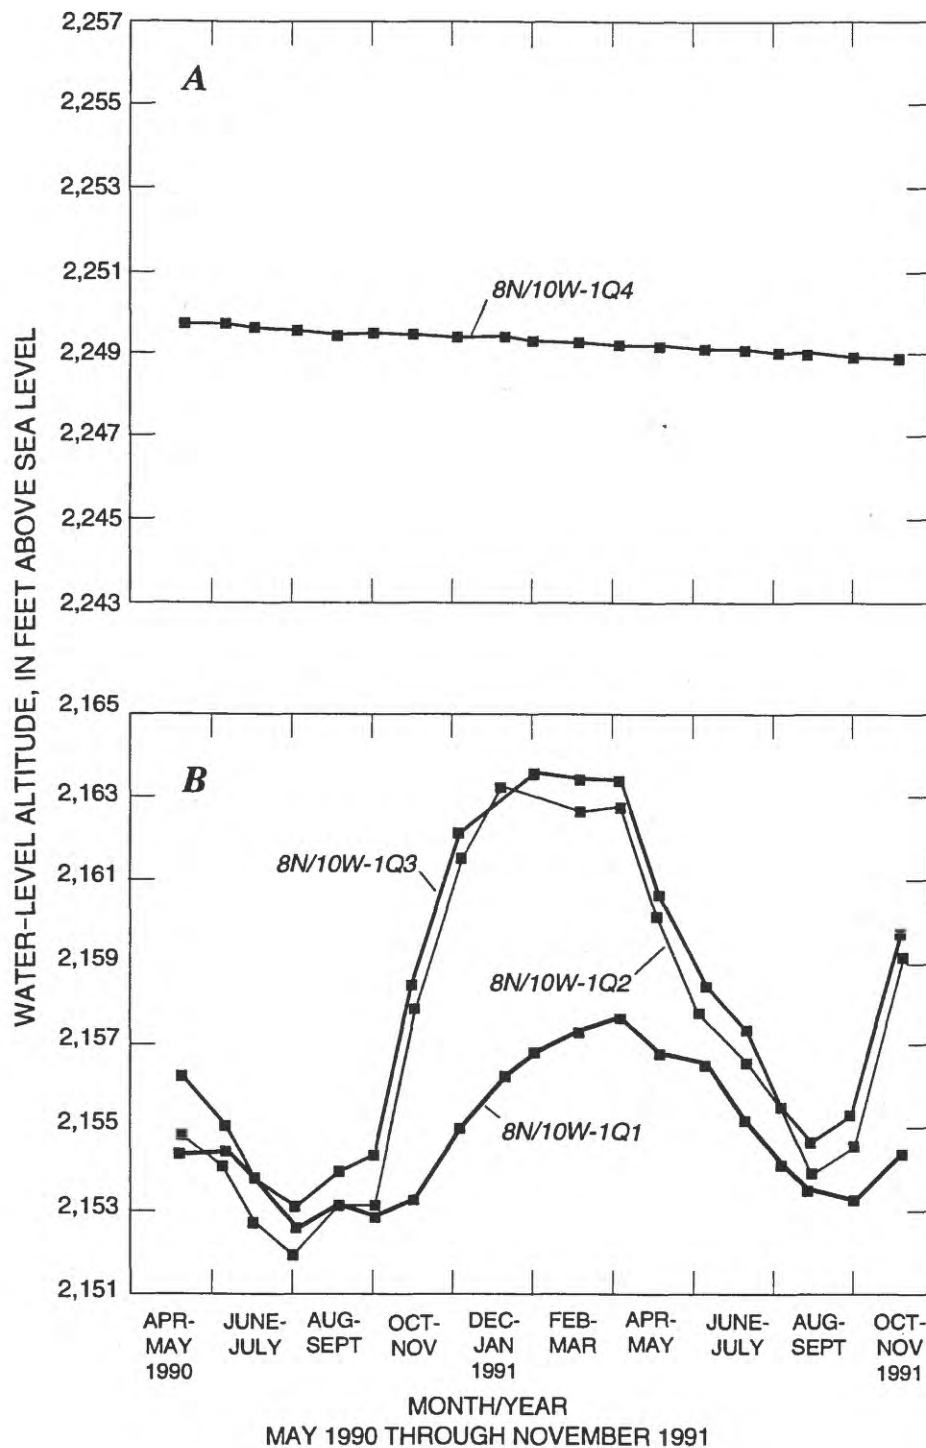 WATER-LEVEL ALTITUDE, IN FEET ABOVE SEA LEVEL
2,257
A
2,255
2,253
2,251
8N/10W-1Q4
2,249
2,247
2,245
2,243
2,165
B
2,163
8N/10W-1Q3
2,161
2,159
8N/10W-1Q2
2,157
8N/10W-1Q1
2,155
2,153
2,151
APR- JUNE- AUG- OCT- DEC- FEB- APR- JUNE- AUG- OCT-
MAY JULY SEPT NOV JAN MAR MAY JULY SEPT NOV
1990 1991 1991
MONTH/YEAR
MAY 1990 THROUGH NOVEMBER 1991